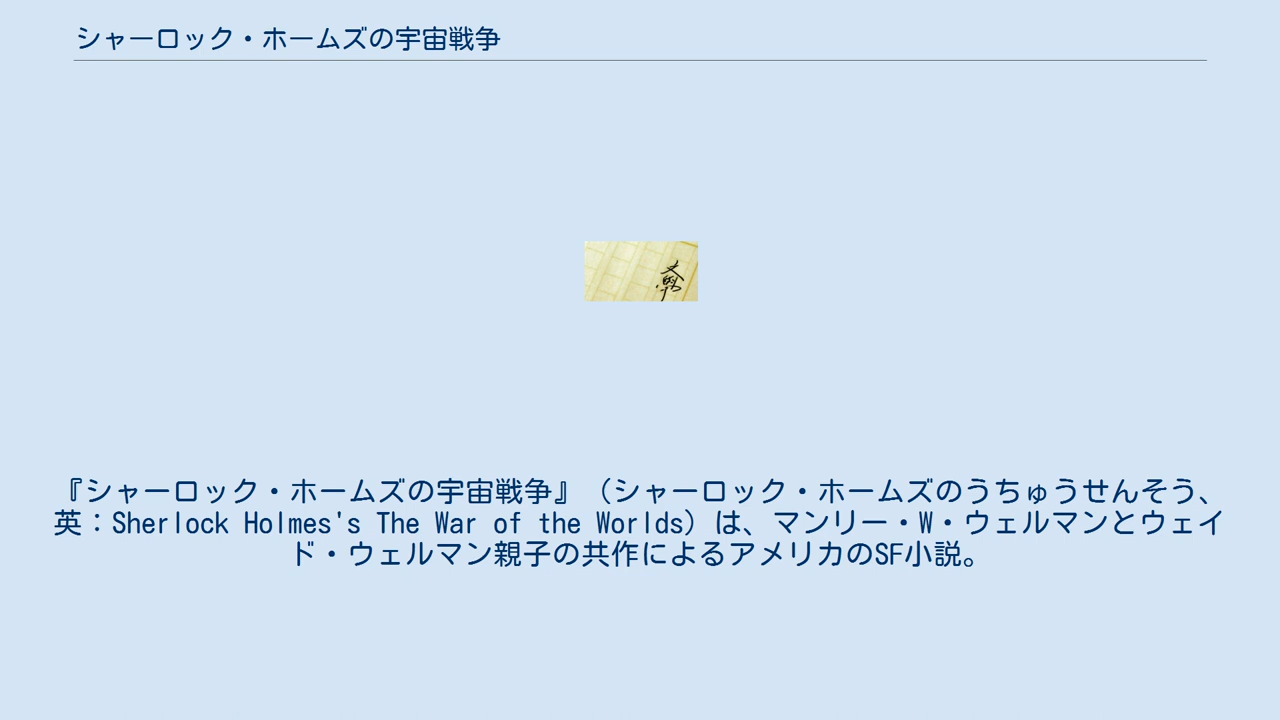 シャーロック・ホームズの宇宙戦争
『シャーロック・ホームズの宇宙戦争』（シャーロック・ホームズのうちゅうせんそう、
英：Sherlock Holmes's The War of the Worlds）は、マンリー・W・ウェルマンとウェイ
ド・ウェルマン親子の共作によるアメリカのSF小説。